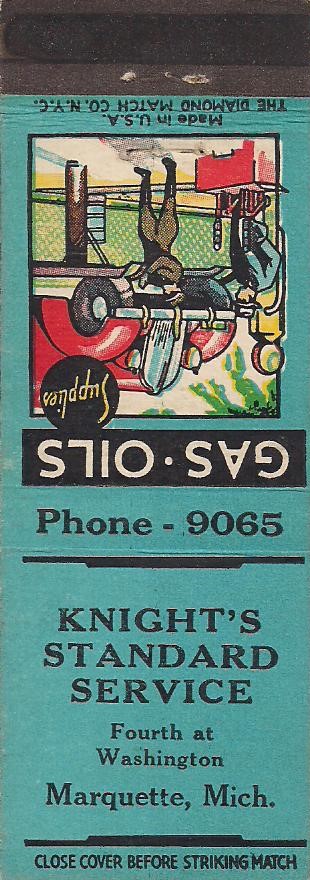 Made in U.S.A.
THE DIAMOND MATCH CO. N.Y.C.
Supplies
GAS·OILS
Phone - 9065
KNIGHT'S
STANDARD
SERVICE
Fourth at
Washington
Marquette, Mich.
CLOSE COVER BEFORE STRIKING MATCH